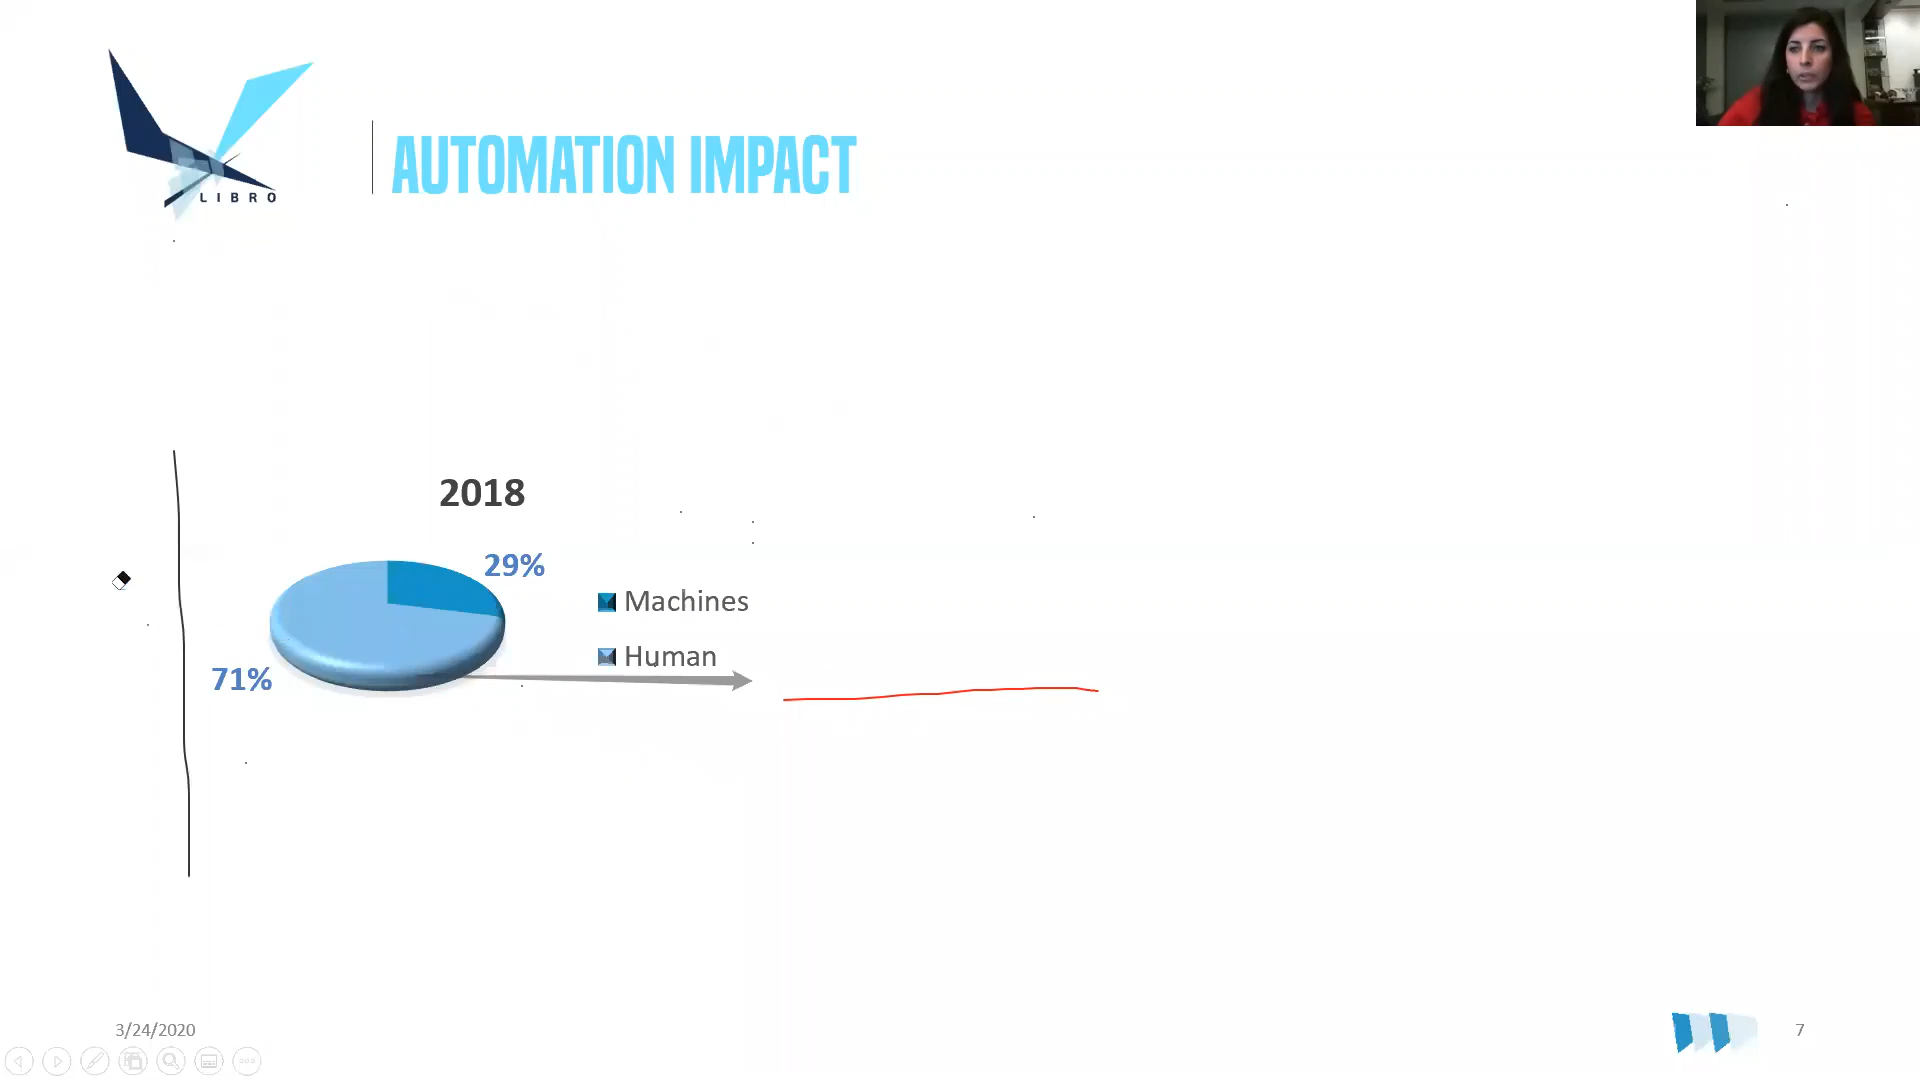 LIBRO
AUTOMATION IMPACT
2018
29%
Machines
Human
71%
3/24/2020
7